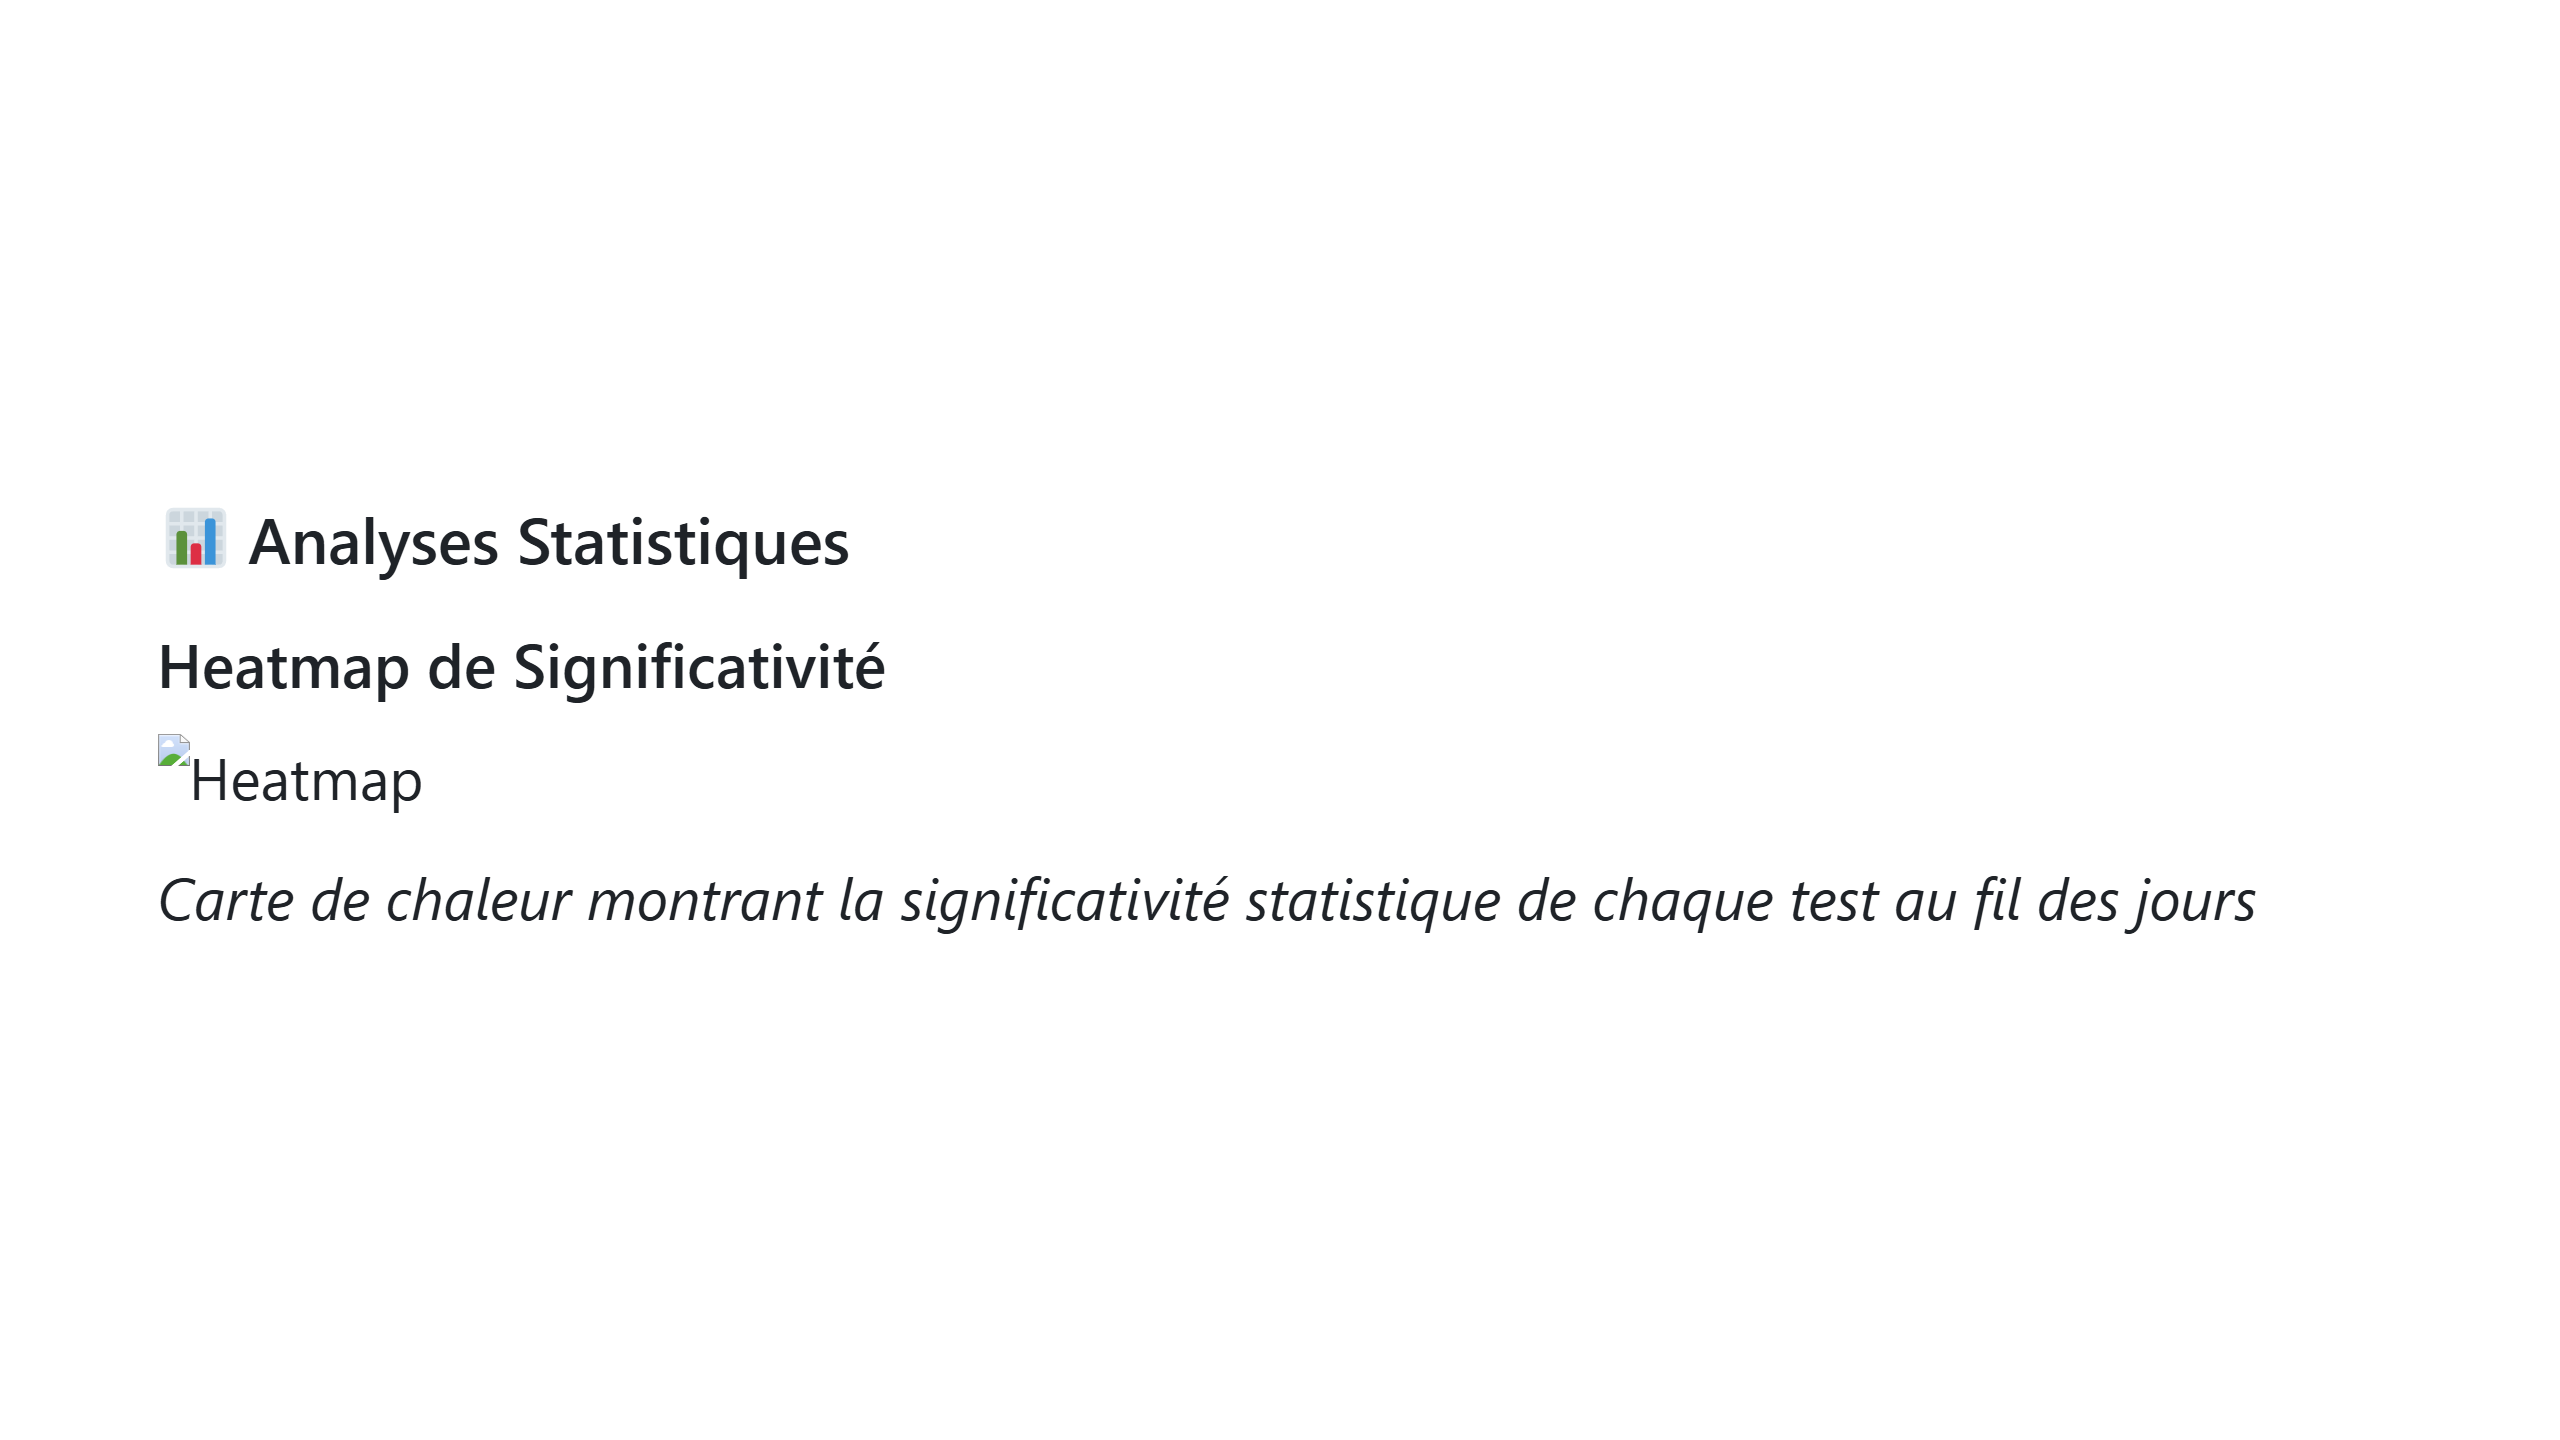 📊 Analyses Statistiques
Heatmap de Significativité
Heatmap
Carte de chaleur montrant la significativité statistique de chaque test au fil des jours